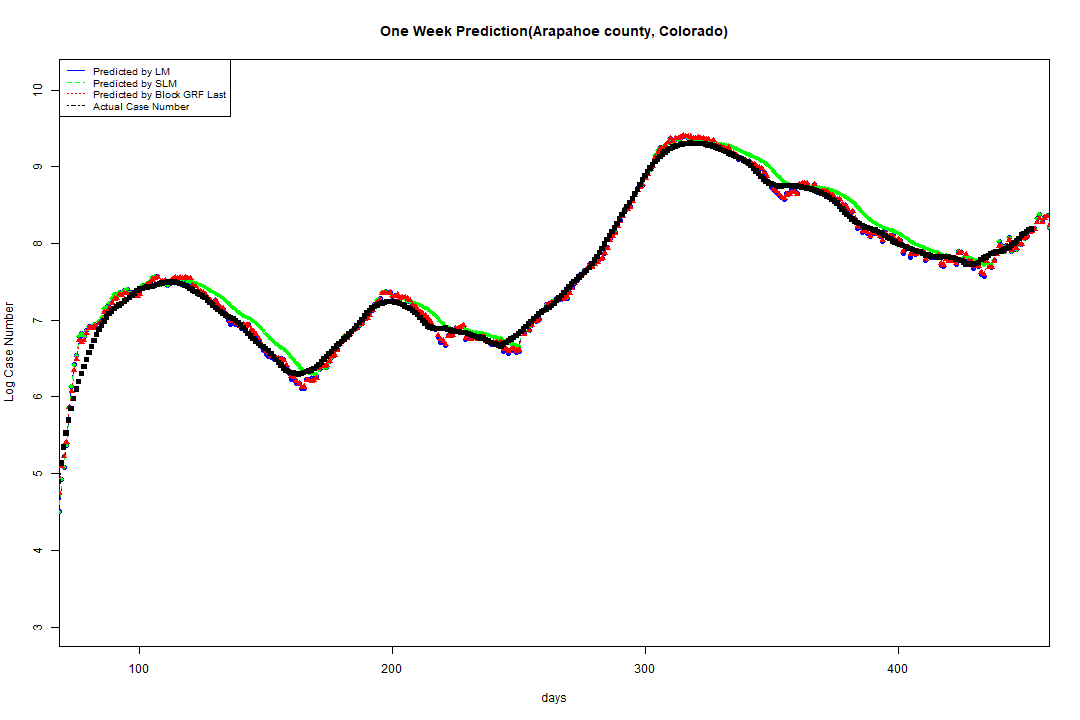 One Week Prediction(Arapahoe county, Colorado)
Predicted by LM
Predicted by SLM
Predicted by Block GRF Last
Actual Case Number
10
9
8
7
6
5
4
3
Log Case Number
100 200 300 400
days